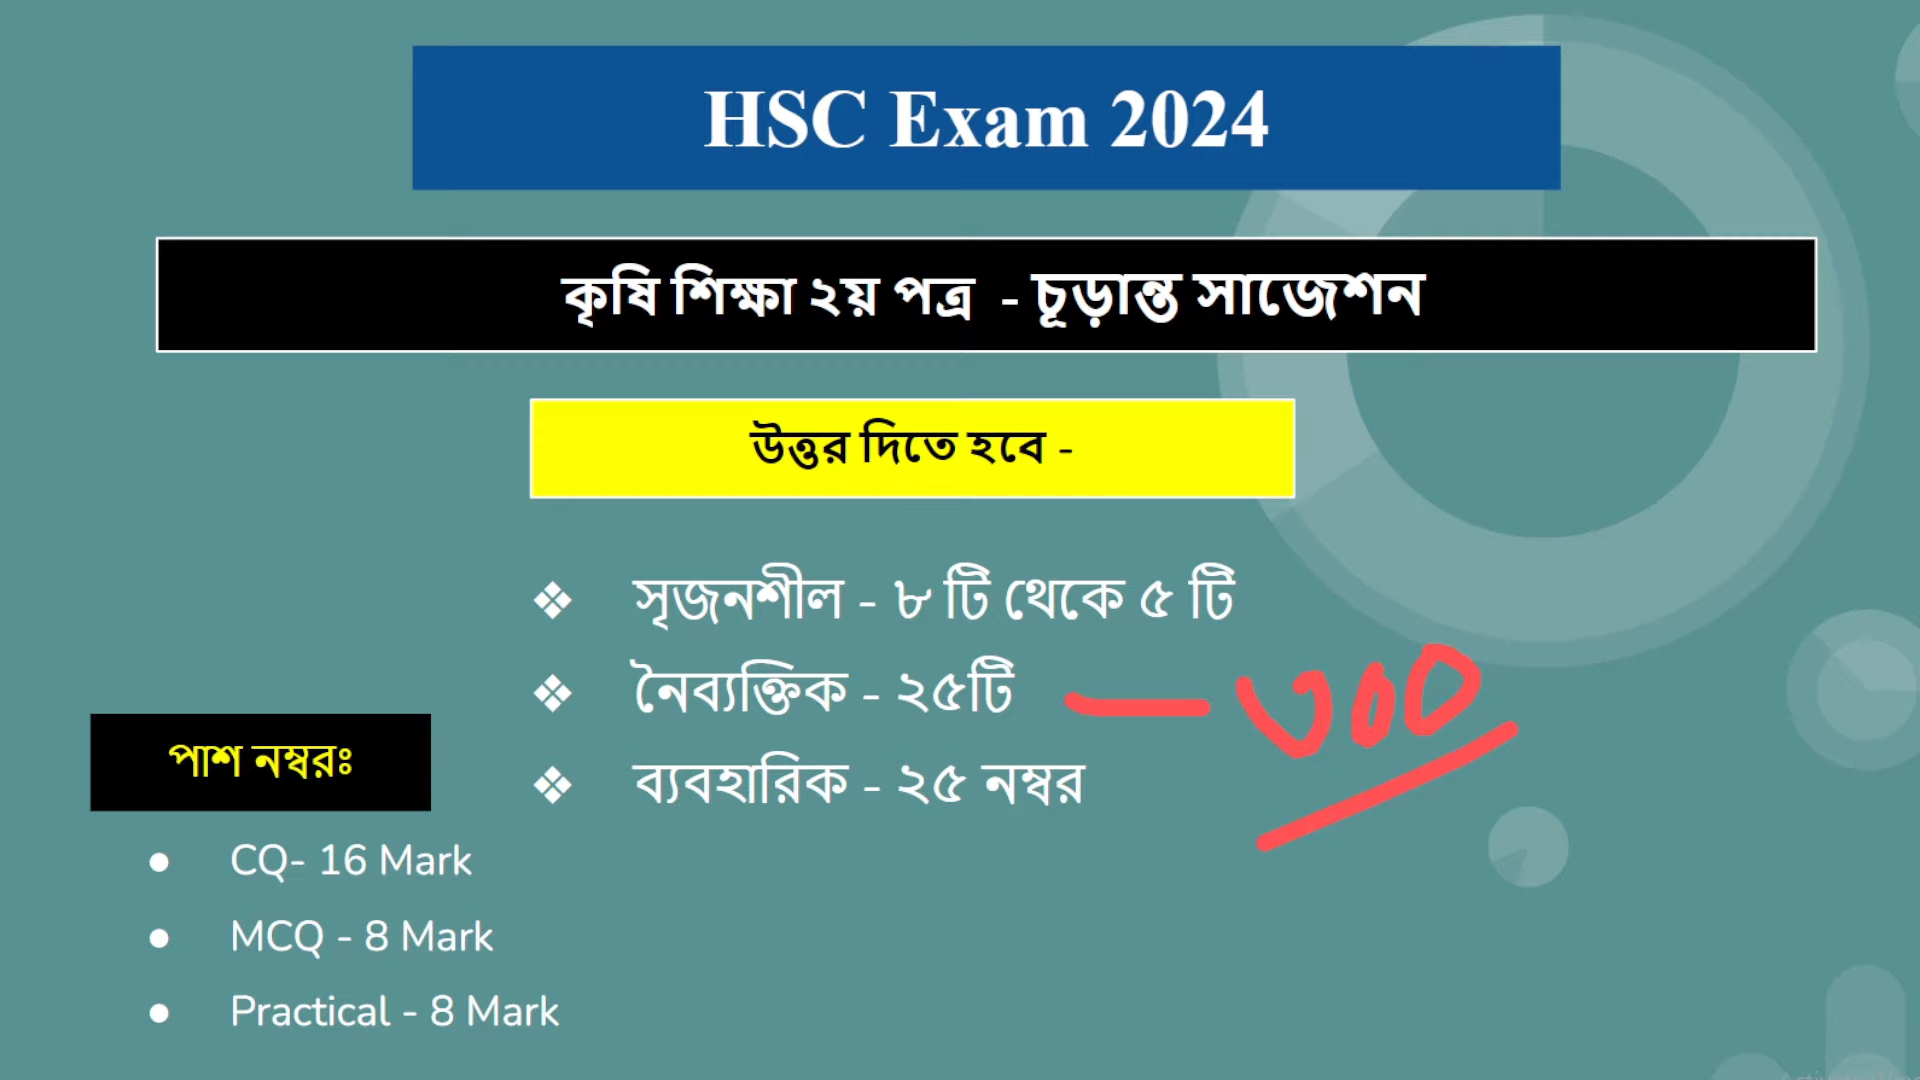 HSC Exam 2024
কৃষি শিক্ষা ২য় পত্র - চূড়ান্ত সাজেশন
উত্তর দিতে হবে -
❖ সৃজনশীল - ৮ টি থেকে ৫ টি
❖ নৈব্যক্তিক - ২৫টি — ৩০০
❖ ব্যবহারিক - ২৫ নম্বর
পাশ নম্বরঃ
● CQ- 16 Mark
● MCQ - 8 Mark
● Practical - 8 Mark